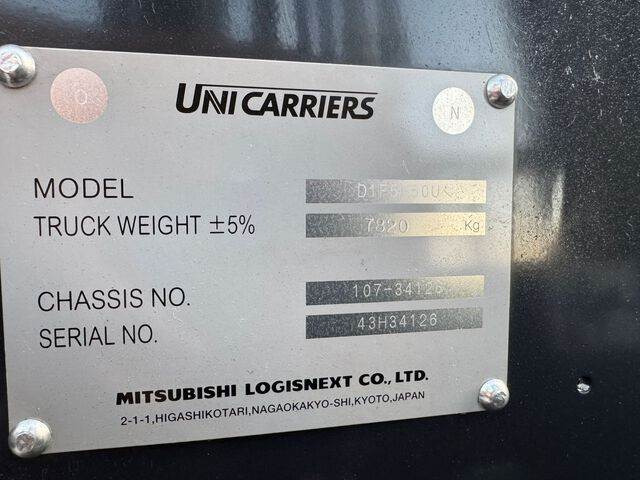 Q
UNICARRIERS
N
MODEL
TRUCK WEIGHT ±5% 7820 Kg
CHASSIS NO. 107-34126
SERIAL NO. 43H34126
MITSUBISHI LOGISNEXT CO., LTD.
2-1-1,HIGASHIKOTARI,NAGAOKAKYO-SHI,KYOTO,JAPAN